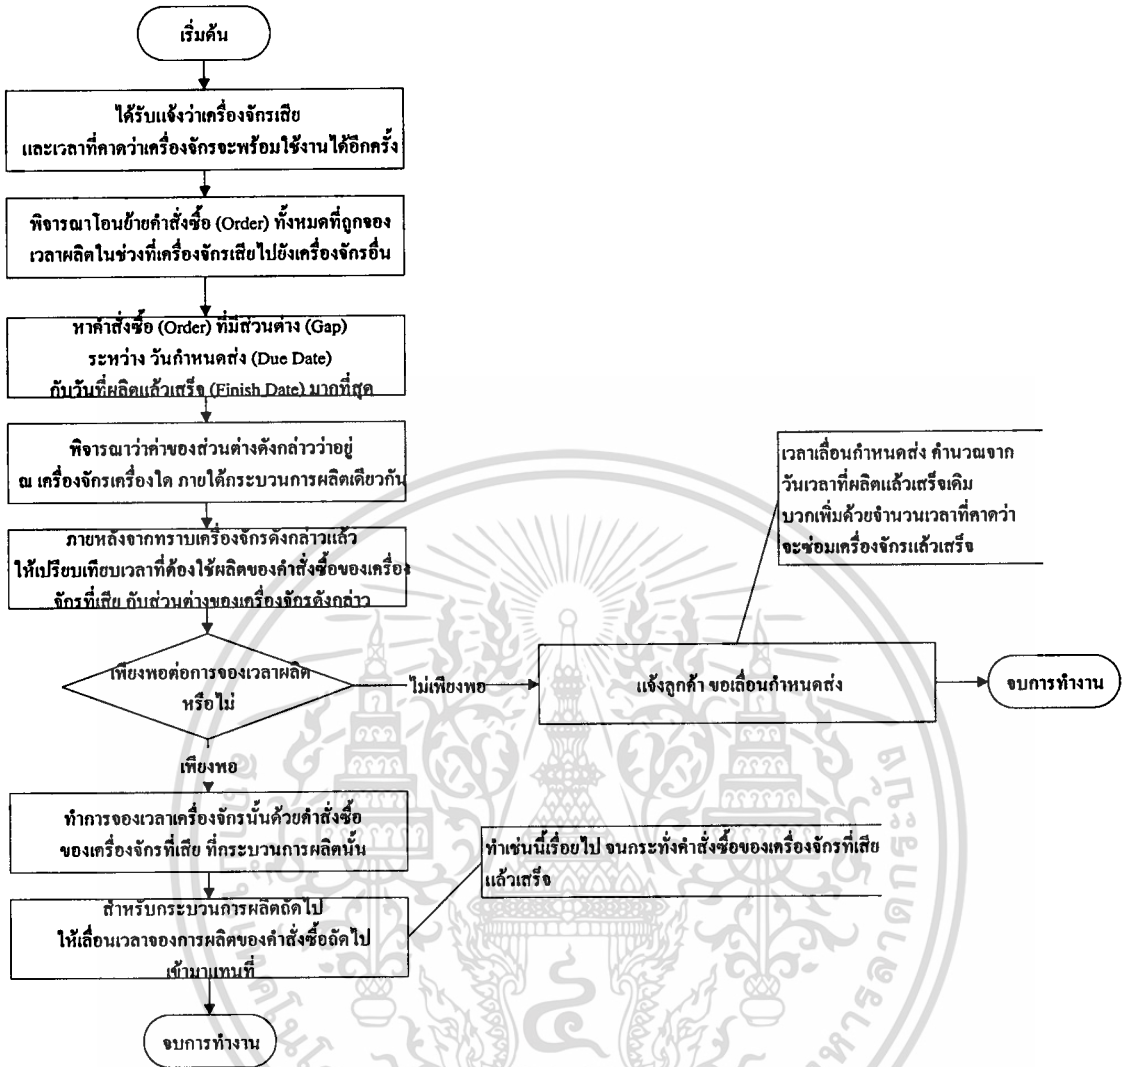 เริ่มต้น
ได้รับแจ้งว่าเครื่องจักรเสีย
และเวลาที่คาดว่าเครื่องจักรจะพร้อมใช้งานได้อีกครั้ง
พิจารณาโอนย้ายคำสั่งซื้อ (Order) ทั้งหมดที่ถูกจอง
เวลาผลิตในช่วงที่เครื่องจักรเสียไปยังเครื่องจักรอื่น
หาคำสั่งซื้อ (Order) ที่มีส่วนต่าง (Gap)
ระหว่าง วันกำหนดส่ง (Due Date)
กับวันที่ผลิตแล้วเสร็จ (Finish Date) มากที่สุด
พิจารณาว่าค่าของส่วนต่างดังกล่าวว่าอยู่
ณ เครื่องจักรเครื่องใด ภายใต้กระบวนการผลิตเดียวกัน
ภายหลังจากทราบเครื่องจักรดังกล่าวแล้ว
ให้เปรียบเทียบเวลาที่ต้องใช้ผลิตของคำสั่งซื้อของเครื่อง
จักรที่เสีย กับส่วนต่างของเครื่องจักรดังกล่าว
เพียงพอต่อการจองเวลาผลิต
หรือไม่
ไม่เพียงพอ
แจ้งลูกค้า ขอเลื่อนกำหนดส่ง
จบการทำงาน
เวลาเลื่อนกำหนดส่ง คำนวณจาก
วันเวลาที่ผลิตแล้วเสร็จเดิม
บวกเพิ่มด้วยจำนวนเวลาที่คาดว่า
จะซ่อมเครื่องจักรแล้วเสร็จ
เพียงพอ
ทำการจองเวลาเครื่องจักรนั้นด้วยคำสั่งซื้อ
ของเครื่องจักรที่เสีย ที่กระบวนการผลิตนั้น
ทำเช่นนี้เรื่อยไป จนกระทั่งคำสั่งซื้อของเครื่องจักรที่เสีย
แล้วเสร็จ
สำหรับกระบวนการผลิตถัดไป
ให้เลื่อนเวลาจองการผลิตของคำสั่งซื้อถัดไป
เข้ามาแทนที่
จบการทำงาน